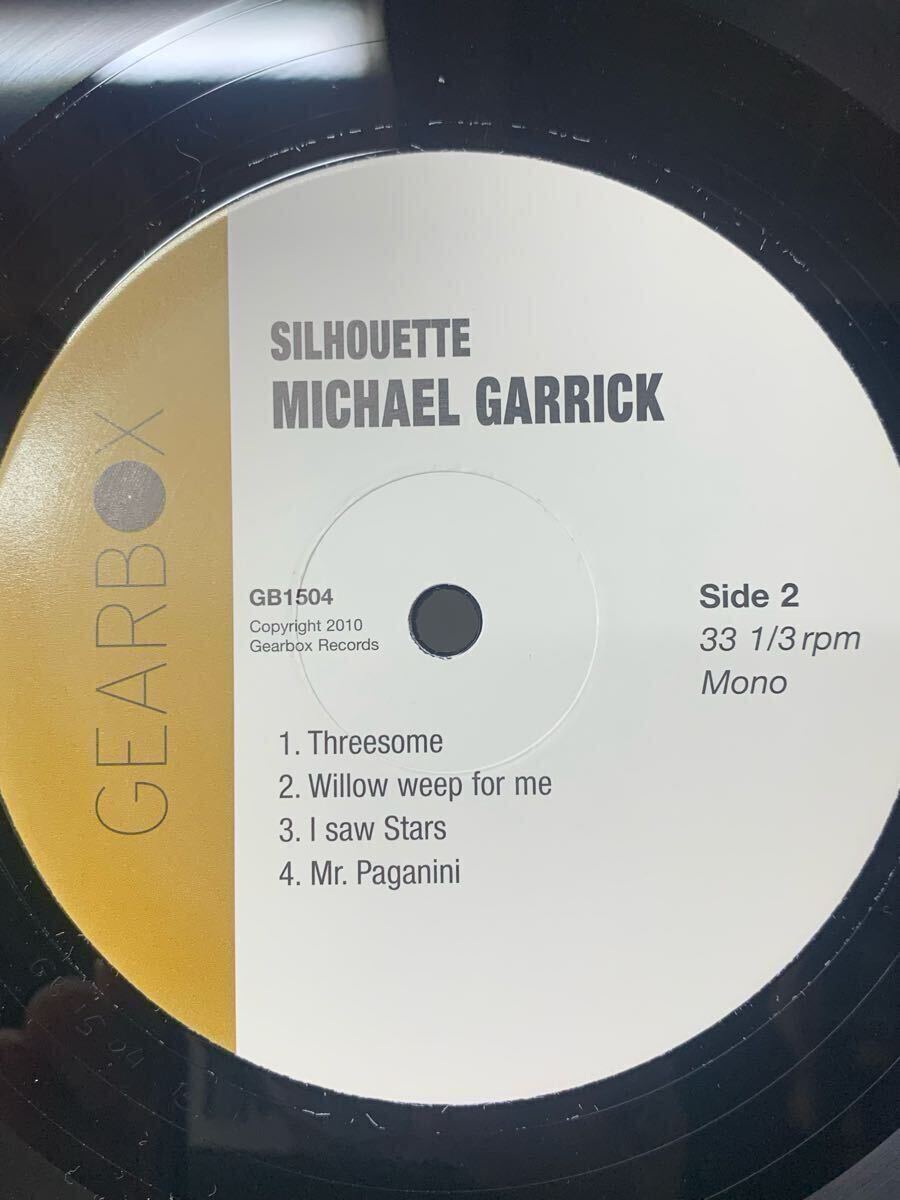 SILHOUETTE
MICHAEL GARRICK
GEARBOX
GB1504
Copyright 2010
Gearbox Records
Side 2
33 1/3 rpm
Mono
1. Threesome
2. Willow weep for me
3. I saw Stars
4. Mr. Paganini